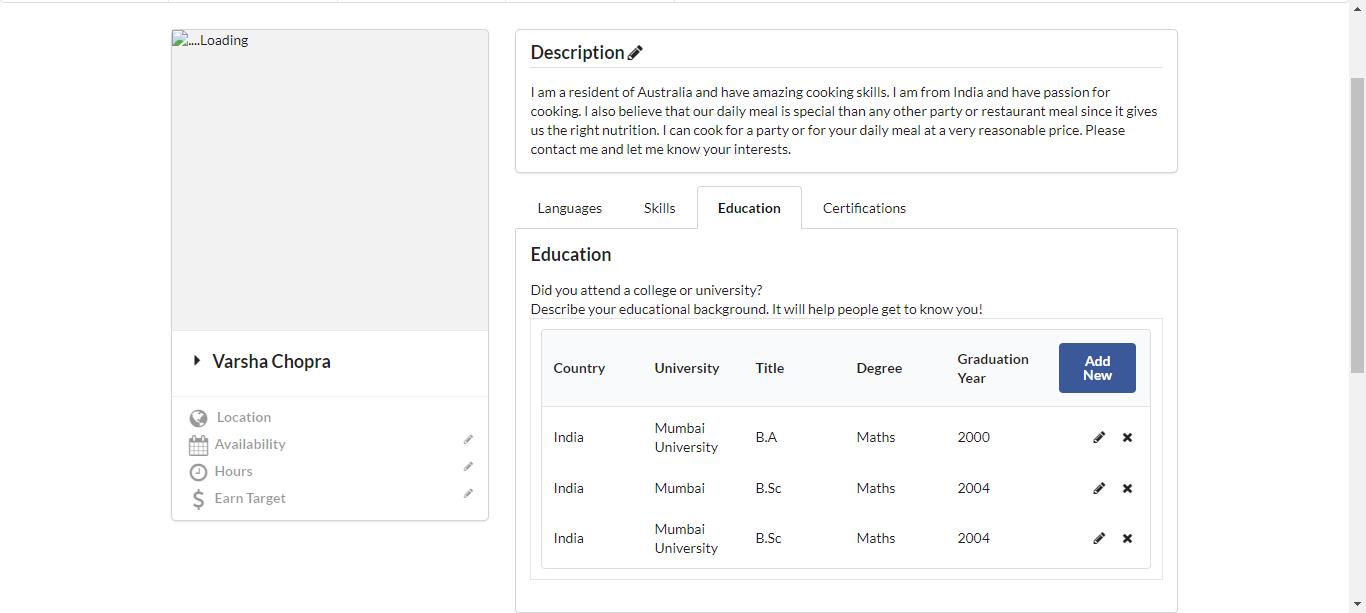 ....Loading
Varsha Chopra
Location
Availability
Hours
Earn Target
Description
I am a resident of Australia and have amazing cooking skills. I am from India and have passion for
cooking. I also believe that our daily meal is special than any other party or restaurant meal since it gives
us the right nutrition. I can cook for a party or for your daily meal at a very reasonable price. Please
contact me and let me know your interests.
Languages Skills Education Certifications
Education
Did you attend a college or university?
Describe your educational background. It will help people get to know you!
Country University Title Degree Graduation Year Add New
India Mumbai University B.A Maths 2000
India Mumbai B.Sc Maths 2004
India Mumbai University B.Sc Maths 2004